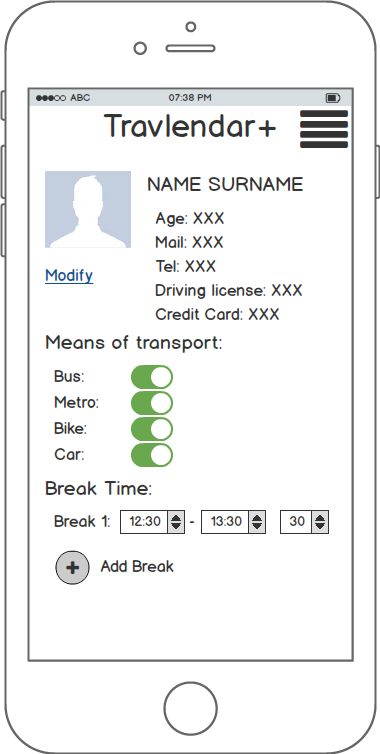 ABC 07:38 PM
Travlendar+
NAME SURNAME
Age: XXX
Mail: XXX
Tel: XXX
Driving license: XXX
Credit Card: XXX
Modify
Means of transport:
Bus:
Metro:
Bike:
Car:
Break Time:
Break 1: 12:30 - 13:30 30
+ Add Break